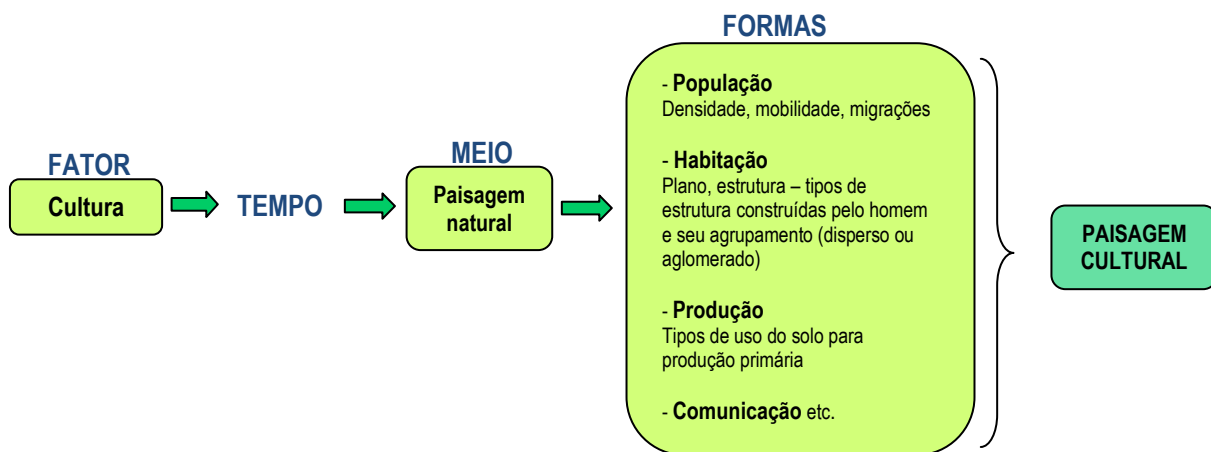 FATOR
Cultura
TEMPO
MEIO
Paisagem
natural
FORMAS
- População
Densidade, mobilidade, migrações
- Habitação
Plano, estrutura – tipos de
estrutura construídas pelo homem
e seu agrupamento (disperso ou
aglomerado)
- Produção
Tipos de uso do solo para
produção primária
- Comunicação etc.
PAISAGEM
CULTURAL